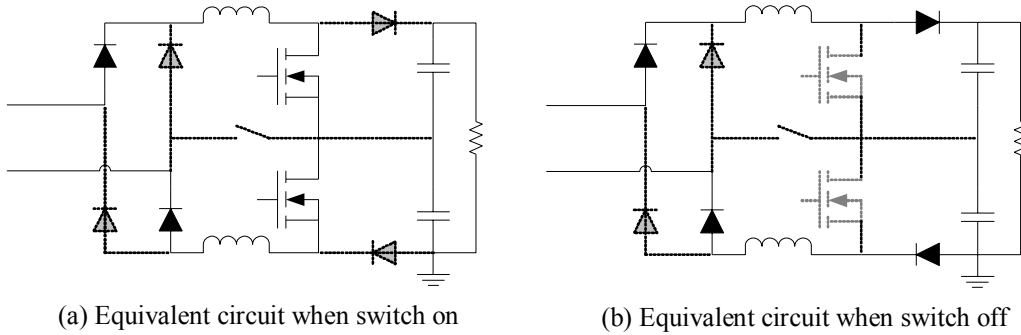 (a) Equivalent circuit when switch on
(b) Equivalent circuit when switch off